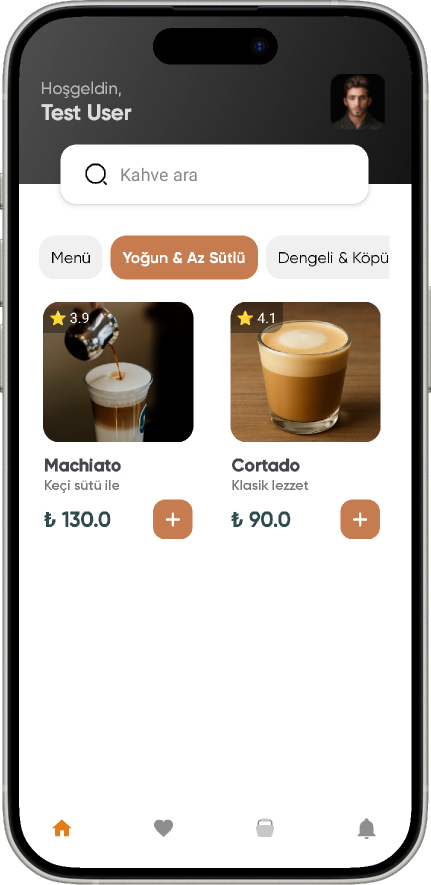 Hoşgeldin,
Test User
Kahve ara
Menü
Yoğun & Az Sütlü
Dengeli & Köpü
3.9
4.1
Machiato
Keçi sütü ile
₺ 130.0
Cortado
Klasik lezzet
₺ 90.0